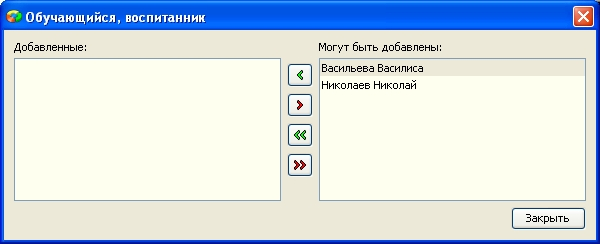 Обучающийся, воспитанник
Добавленные:
Могут быть добавлены:
Васильева Василиса
Николаев Николай
Закрыть